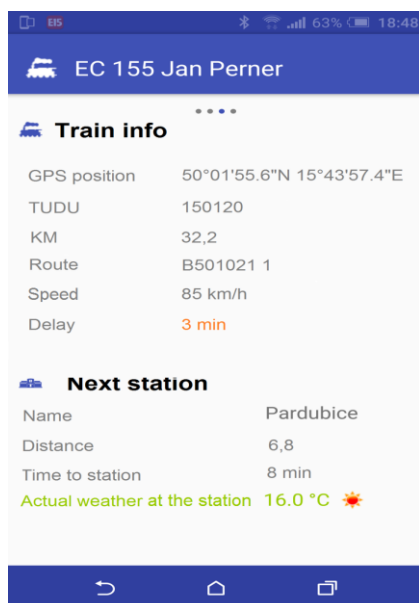 EIS 63% 18:48
EC 155 Jan Perner
Train info
GPS position 50°01'55.6"N 15°43'57.4"E
TUDU 150120
KM 32,2
Route B501021 1
Speed 85 km/h
Delay 3 min
Next station
Name Pardubice
Distance 6,8
Time to station 8 min
Actual weather at the station 16.0 °C